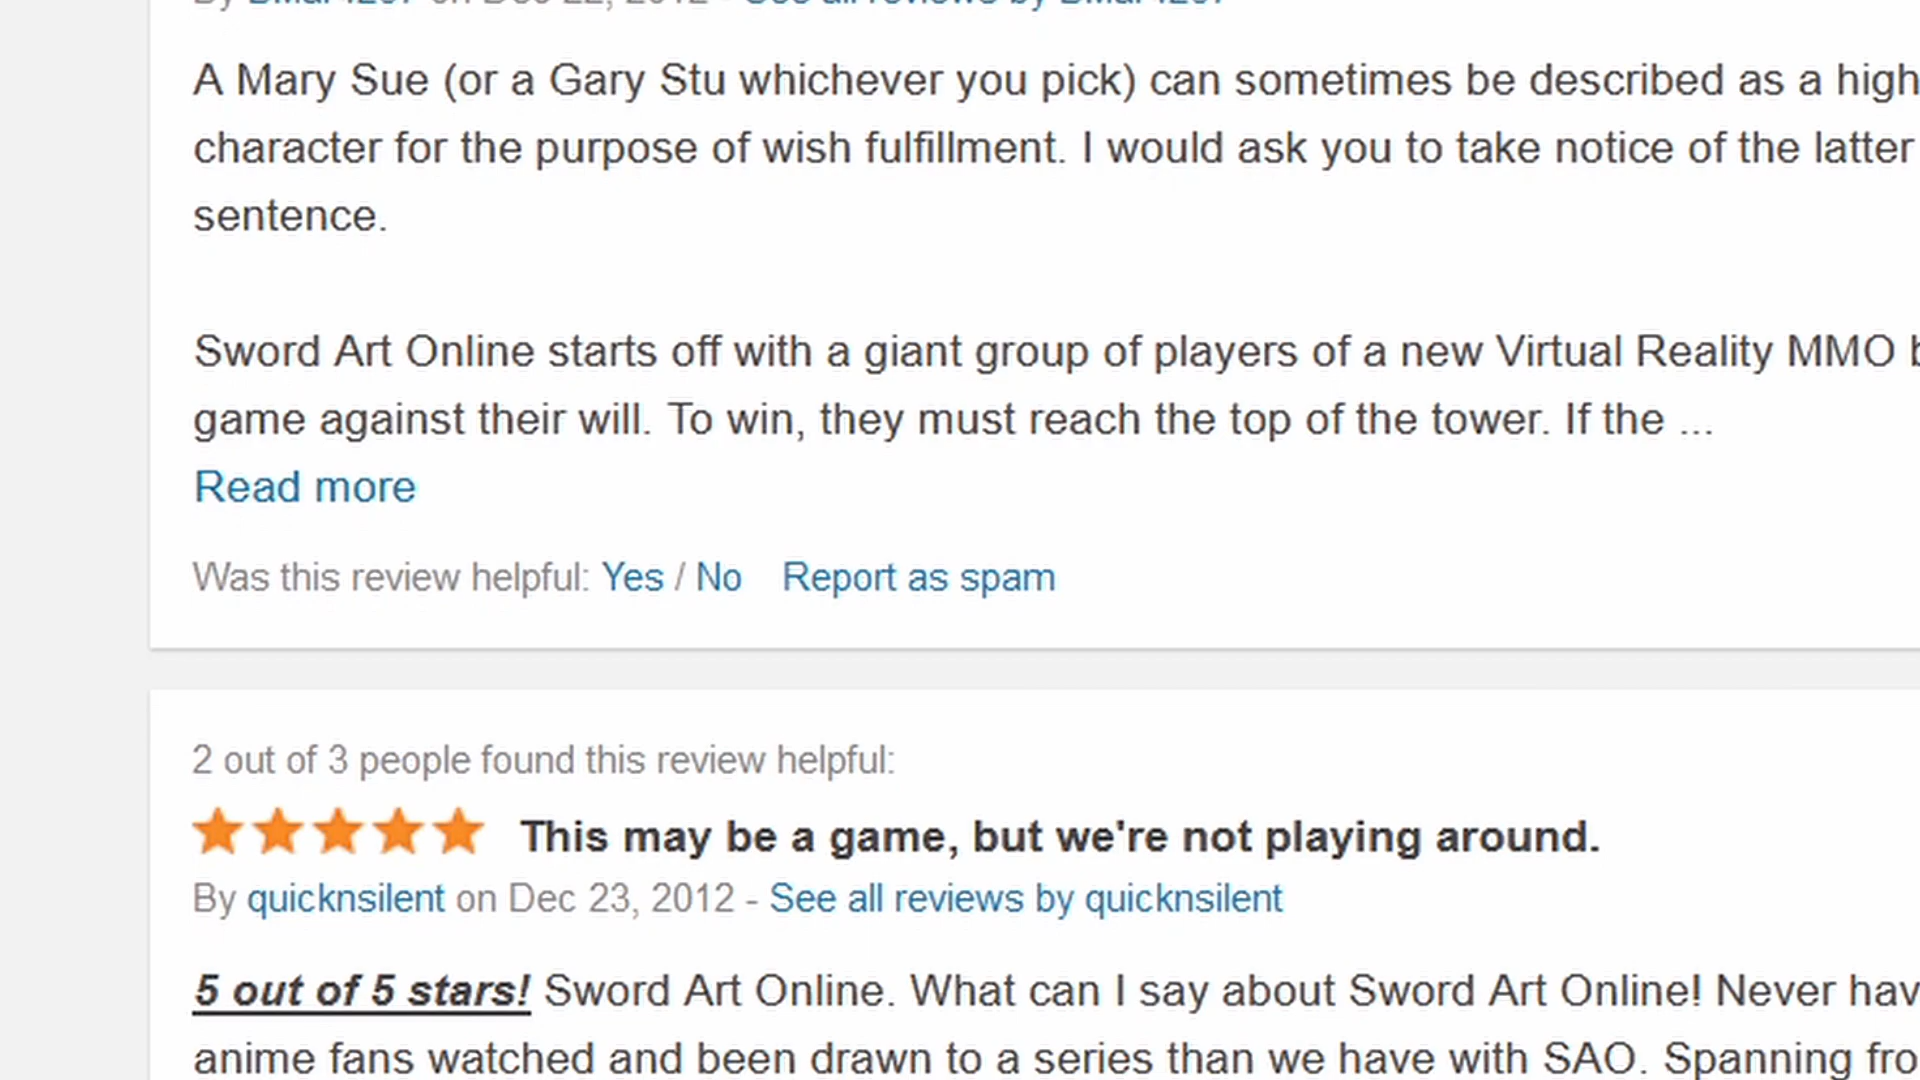 A Mary Sue (or a Gary Stu whichever you pick) can sometimes be described as a high
character for the purpose of wish fulfillment. I would ask you to take notice of the latter
sentence.
Sword Art Online starts off with a giant group of players of a new Virtual Reality MMO
game against their will. To win, they must reach the top of the tower. If the ...
Read more
Was this review helpful: Yes / No Report as spam
2 out of 3 people found this review helpful:
This may be a game, but we're not playing around.
By quicknsilent on Dec 23, 2012 - See all reviews by quicknsilent
5 out of 5 stars! Sword Art Online. What can I say about Sword Art Online! Never hav
anime fans watched and been drawn to a series than we have with SAO. Spanning fro